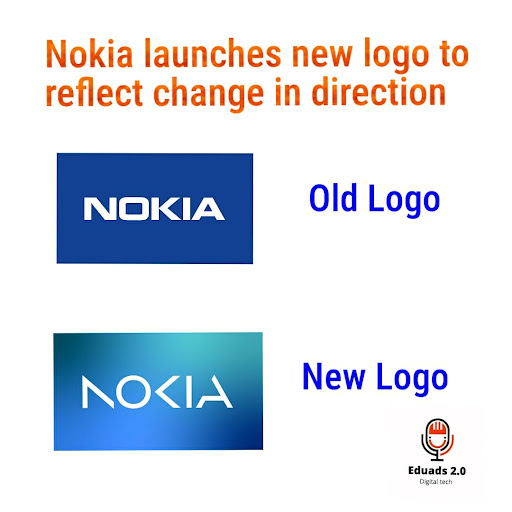 Nokia launches new logo to
reflect change in direction
NOKIA
Old Logo
NOKIA
New Logo
Eduads 2.0
Digital tech